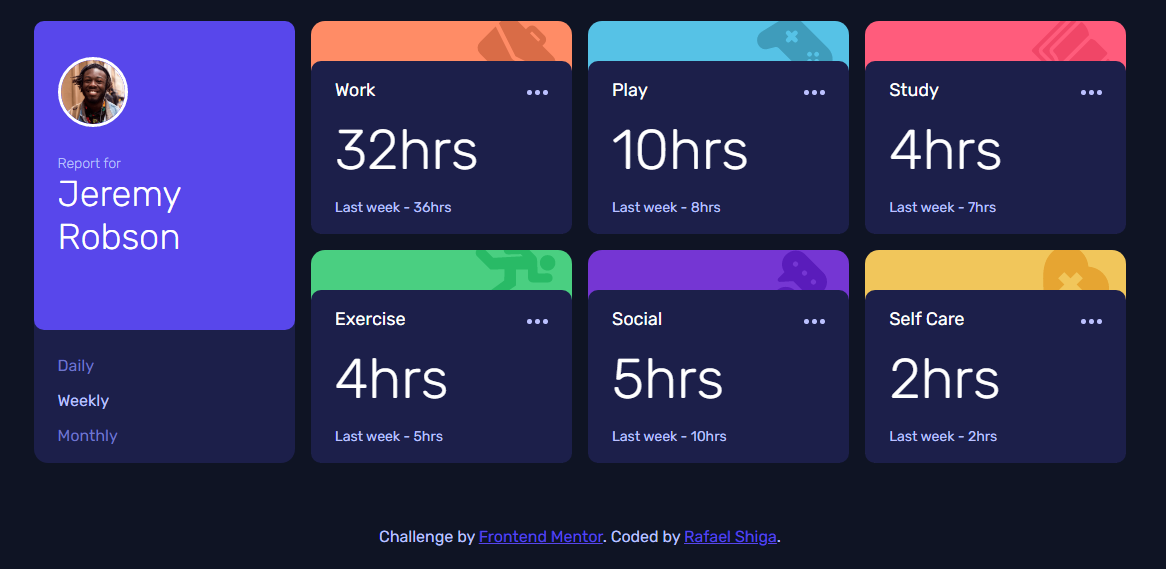 Report for
Jeremy
Robson
Daily
Weekly
Monthly
Work
32hrs
Last week - 36hrs
Play
10hrs
Last week - 8hrs
Study
4hrs
Last week - 7hrs
Exercise
4hrs
Last week - 5hrs
Social
5hrs
Last week - 10hrs
Self Care
2hrs
Last week - 2hrs
Challenge by Frontend Mentor. Coded by Rafael Shiga.